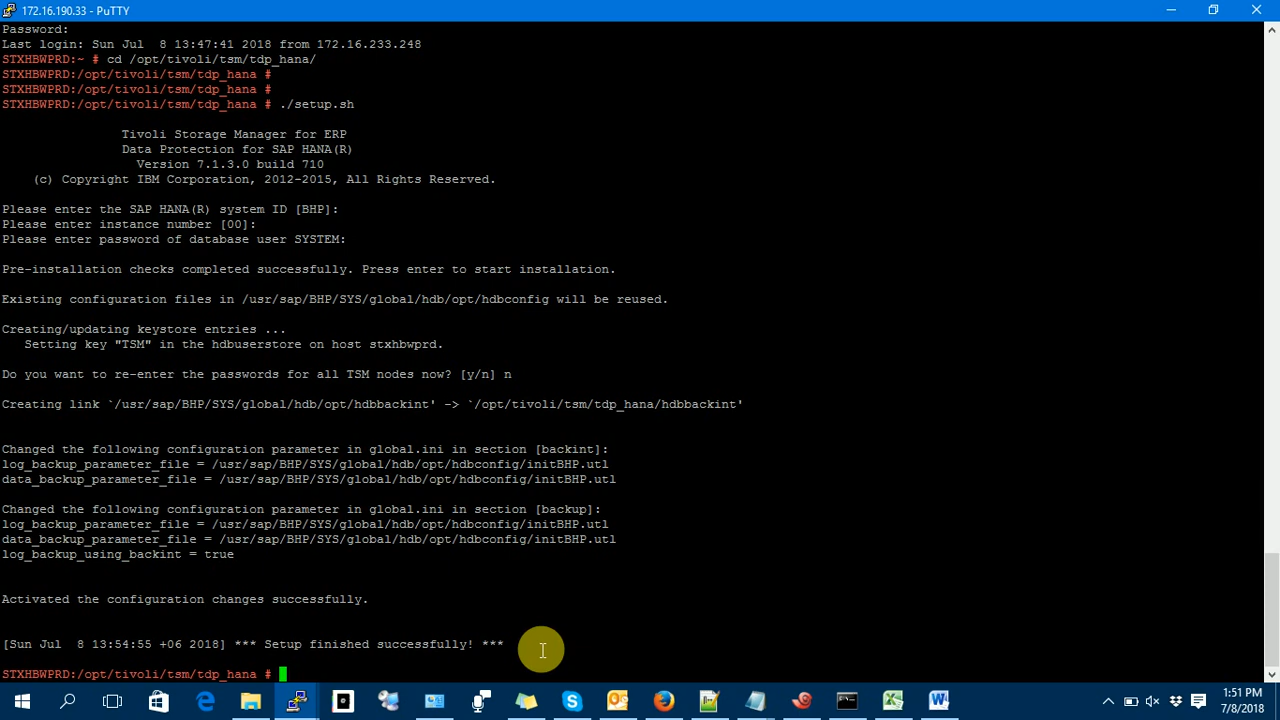 172.16.190.33 - PuTTY
Password:
Last login: Sun Jul  8 13:47:41 2018 from 172.16.233.248
STXHBWPRD:~ # cd /opt/tivoli/tsm/tdp_hana/
STXHBWPRD:/opt/tivoli/tsm/tdp_hana #
STXHBWPRD:/opt/tivoli/tsm/tdp_hana #
STXHBWPRD:/opt/tivoli/tsm/tdp_hana # ./setup.sh
Tivoli Storage Manager for ERP
Data Protection for SAP HANA(R)
Version 7.1.3.0 build 710
(c) Copyright IBM Corporation, 2012-2015, All Rights Reserved.
Please enter the SAP HANA(R) system ID [BHP]:
Please enter instance number [00]:
Please enter password of database user SYSTEM:
Pre-installation checks completed successfully. Press enter to start installation.
Existing configuration files in /usr/sap/BHP/SYS/global/hdb/opt/hdbconfig will be reused.
Creating/updating keystore entries ...
Setting key "TSM" in the hdbuserstore on host stxhbwprd.
Do you want to re-enter the passwords for all TSM nodes now? [y/n] n
Creating link `/usr/sap/BHP/SYS/global/hdb/opt/hdbbackint' -> `/opt/tivoli/tsm/tdp_hana/hdbbackint'
Changed the following configuration parameter in global.ini in section [backint]:
log_backup_parameter_file = /usr/sap/BHP/SYS/global/hdb/opt/hdbconfig/initBHP.utl
data_backup_parameter_file = /usr/sap/BHP/SYS/global/hdb/opt/hdbconfig/initBHP.utl
Changed the following configuration parameter in global.ini in section [backup]:
log_backup_parameter_file = /usr/sap/BHP/SYS/global/hdb/opt/hdbconfig/initBHP.utl
data_backup_parameter_file = /usr/sap/BHP/SYS/global/hdb/opt/hdbconfig/initBHP.utl
log_backup_using_backint = true
Activated the configuration changes successfully.
[Sun Jul  8 13:54:55 +06 2018] *** Setup finished successfully! ***
STXHBWPRD:/opt/tivoli/tsm/tdp_hana #
1:51 PM
7/8/2018